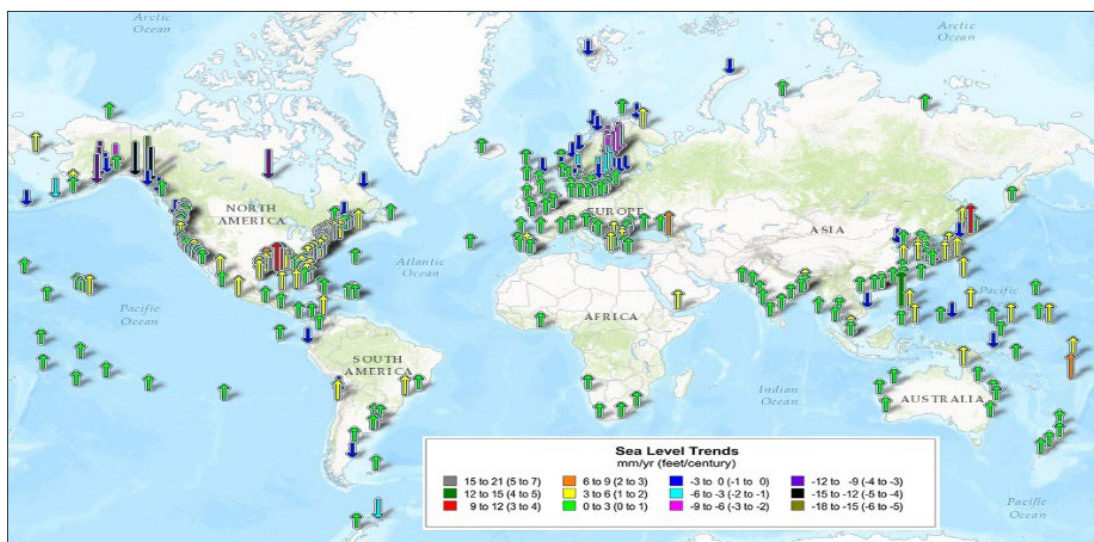 Arctic
Ocean
Arctic
Ocean
NORTH
AMERICA
EUROPE
ASIA
Atlantic
Ocean
Pacific
Ocean
Pacific
Ocean
AFRICA
SOUTH
AMERICA
Indian
Ocean
AUSTRALIA
Sea Level Trends
mm/yr (feet/century)
15 to 21 (5 to 7) 6 to 9 (2 to 3) -3 to 0 (-1 to 0) -12 to -9 (-4 to -3)
12 to 15 (4 to 5) 3 to 6 (1 to 2) -6 to -3 (-2 to -1) -15 to -12 (-5 to -4)
9 to 12 (3 to 4) 0 to 3 (0 to 1) -9 to -6 (-3 to -2) -18 to -15 (-6 to -5)
Pacific
Ocean